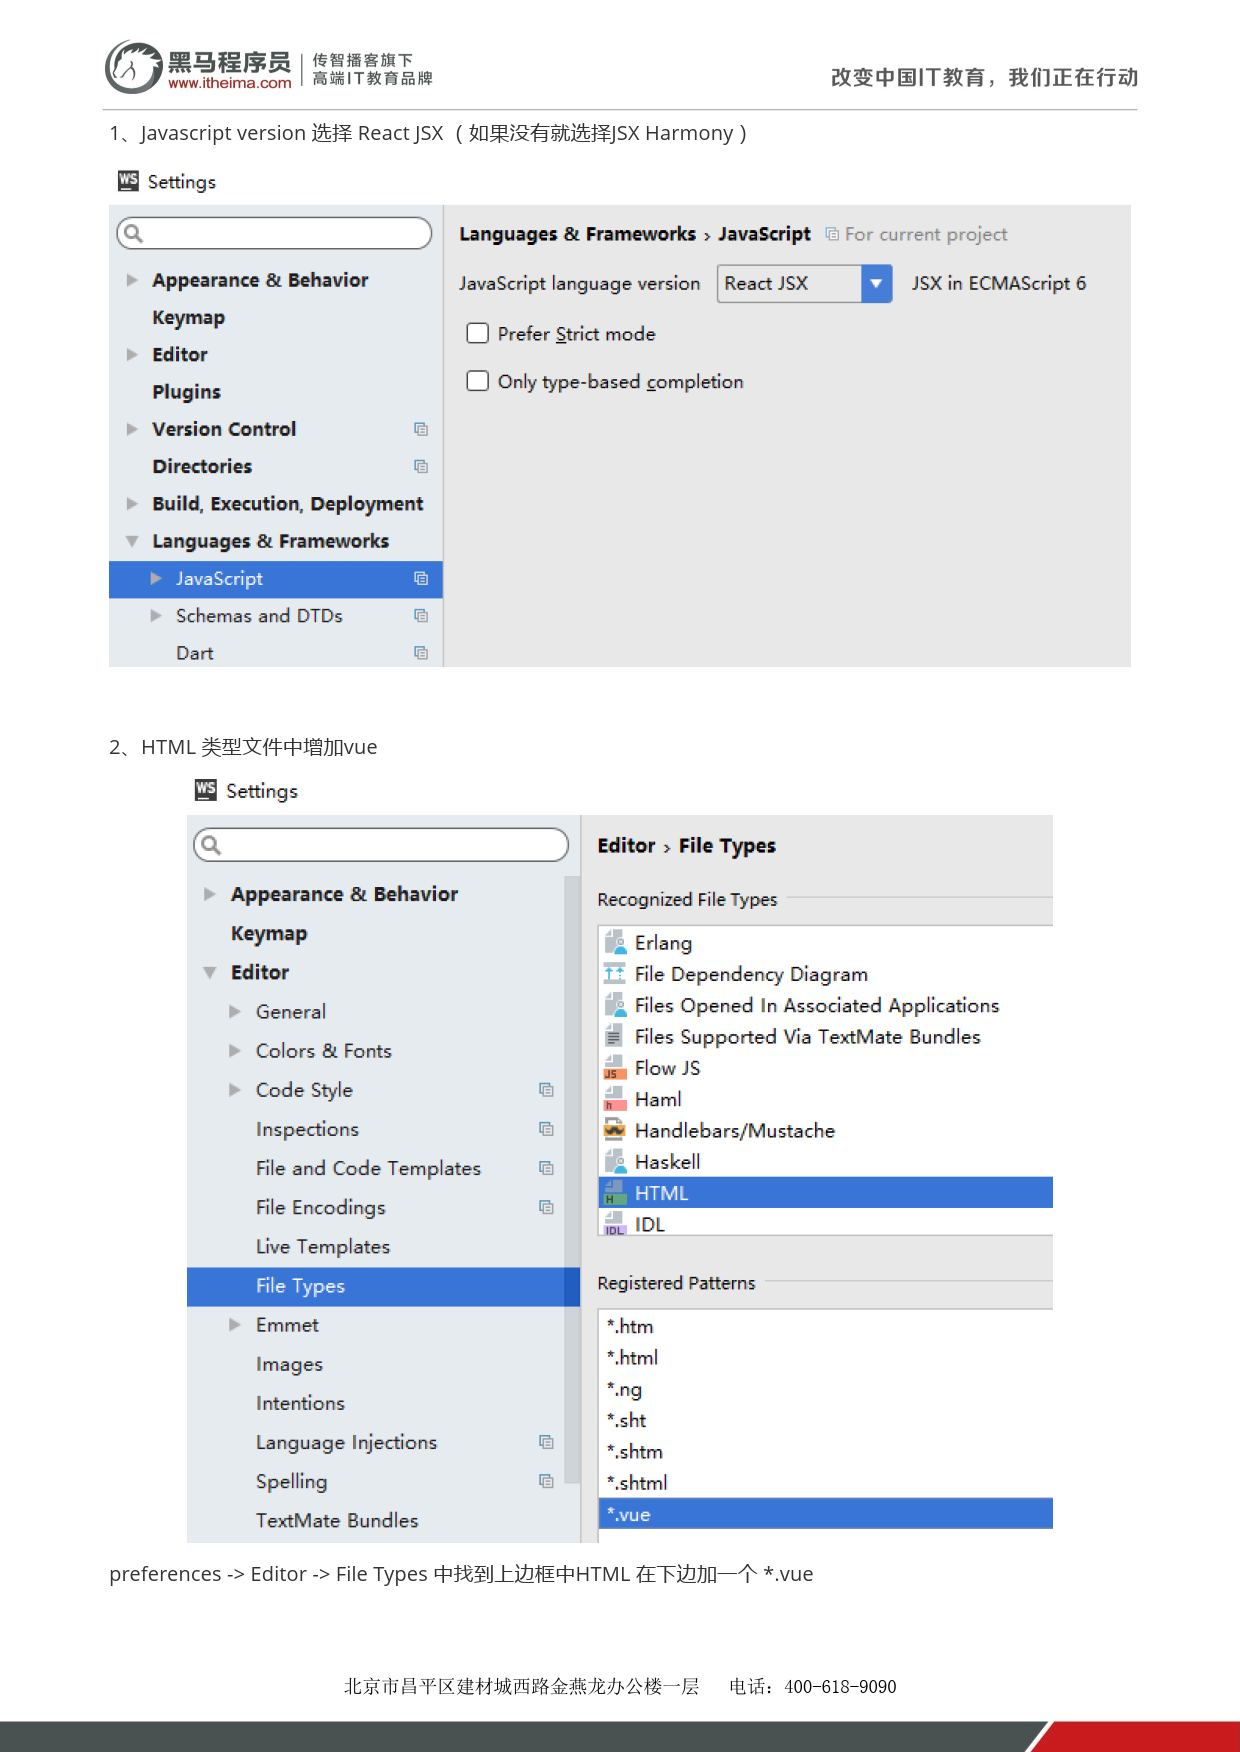 黑马程序员
www.itheima.com
传智播客旗下
高端IT教育品牌
改变中国IT教育，我们正在行动
1、Javascript version 选择 React JSX （如果没有就选择JSX Harmony）
WS Settings
Appearance & Behavior
Keymap
Editor
Plugins
Version Control
Directories
Build, Execution, Deployment
Languages & Frameworks
JavaScript
Schemas and DTDs
Dart
Languages & Frameworks › JavaScript For current project
JavaScript language version React JSX JSX in ECMAScript 6
Prefer Strict mode
Only type-based completion
2、HTML 类型文件中增加vue
WS Settings
Appearance & Behavior
Keymap
Editor
General
Colors & Fonts
Code Style
Inspections
File and Code Templates
File Encodings
Live Templates
File Types
Emmet
Images
Intentions
Language Injections
Spelling
TextMate Bundles
Editor › File Types
Recognized File Types
Erlang
File Dependency Diagram
Files Opened In Associated Applications
Files Supported Via TextMate Bundles
JS Flow JS
h Haml
Handlebars/Mustache
Haskell
H HTML
IDL IDL
Registered Patterns
*.htm
*.html
*.ng
*.sht
*.shtm
*.shtml
*.vue
preferences -> Editor -> File Types 中找到上边框中HTML 在下边加一个 *.vue
北京市昌平区建材城西路金燕龙办公楼一层 电话：400-618-9090